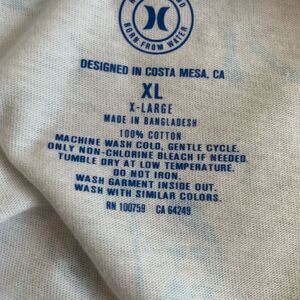 BORN FROM WATER
DESIGNED IN COSTA MESA, CA
XL
X-LARGE
MADE IN BANGLADESH
100% COTTON
MACHINE WASH COLD, GENTLE CYCLE.
ONLY NON-CHLORINE BLEACH IF NEEDED.
TUMBLE DRY AT LOW TEMPERATURE.
DO NOT IRON.
WASH GARMENT INSIDE OUT.
WASH WITH SIMILAR COLORS.
RN 100759 CA 64249